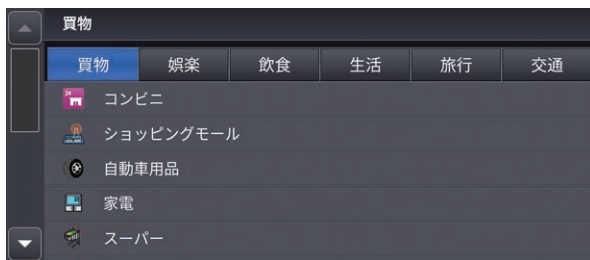 買物
買物 娯楽 飲食 生活 旅行 交通
24
コンビニ
ショッピングモール
自動車用品
家電
スーパー